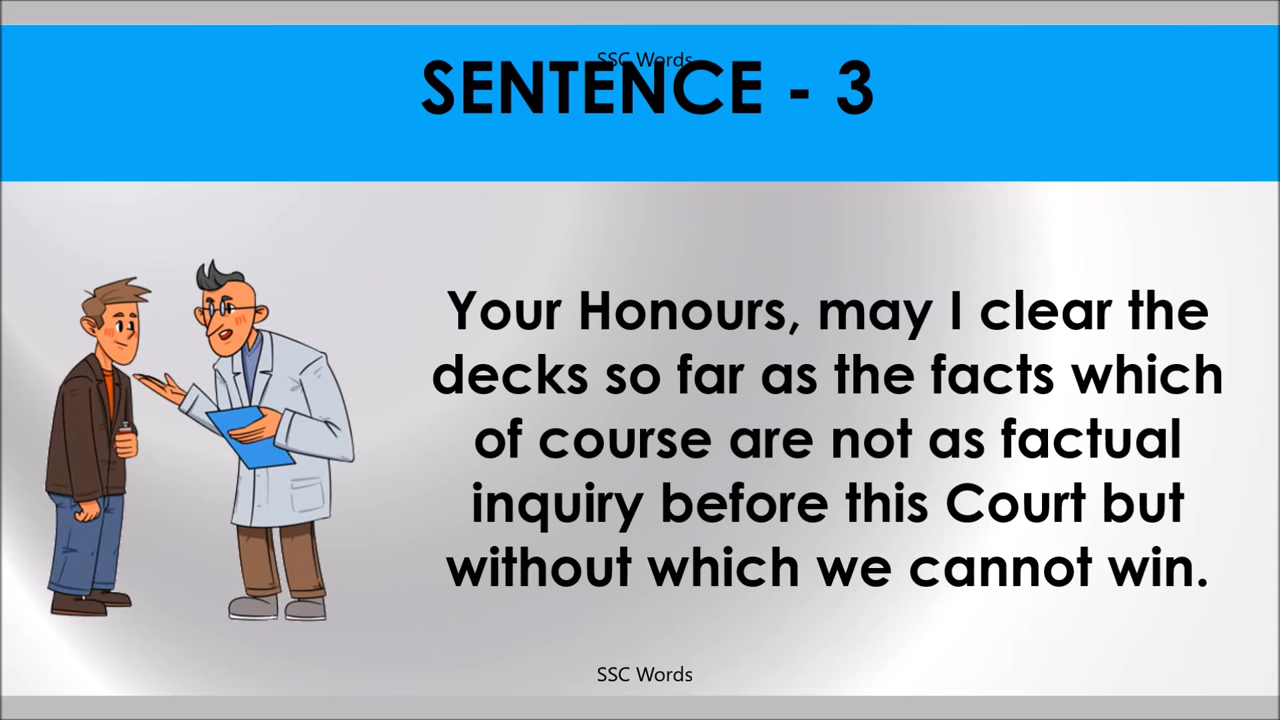 SSC Words
SENTENCE - 3
Your Honours, may I clear the
decks so far as the facts which
of course are not as factual
inquiry before this Court but
without which we cannot win.
SSC Words